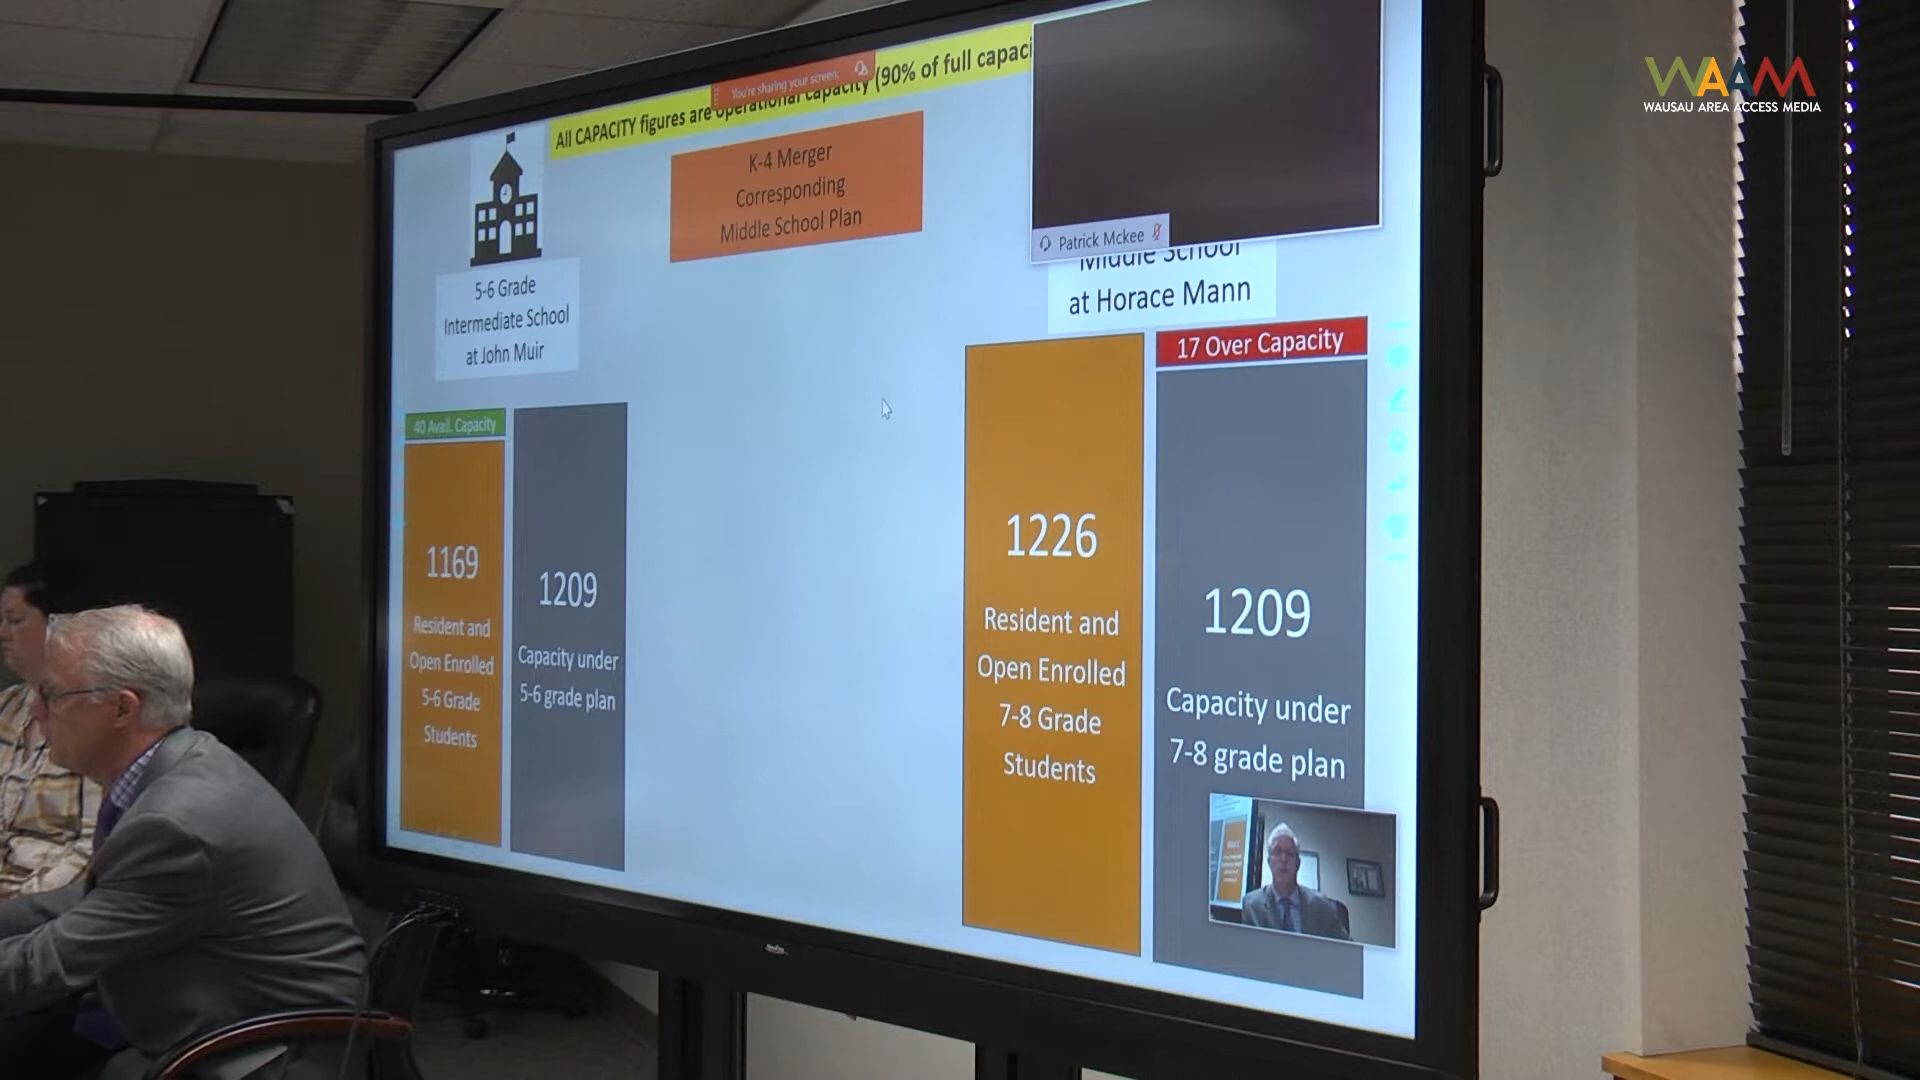 WAAM
WAUSAU AREA ACCESS MEDIA
You're sharing your screen.
All CAPACITY figures are operational capacity (90% of full capaci
K-4 Merger
Corresponding
Middle School Plan
Patrick Mckee
5-6 Grade
Intermediate School
at John Muir
Middle School
at Horace Mann
40 Avail. Capacity
1169
Resident and
Open Enrolled
5-6 Grade
Students
1209
Capacity under
5-6 grade plan
1226
Resident and
Open Enrolled
7-8 Grade
Students
17 Over Capacity
1209
Capacity under
7-8 grade plan